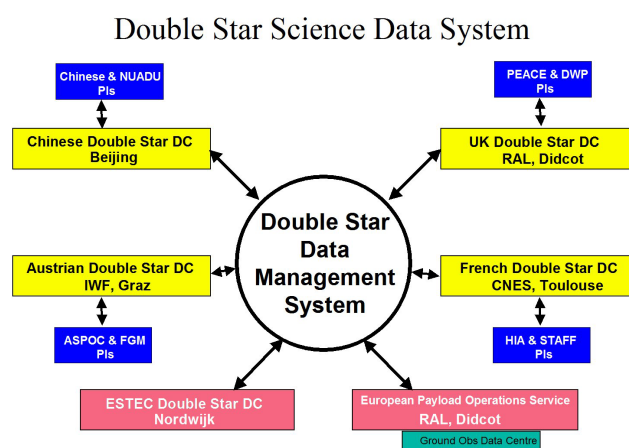 Double Star Science Data System
Chinese & NUADU
PIs
PEACE & DWP
PIs
Chinese Double Star DC
Beijing
UK Double Star DC
RAL, Didcot
Double Star
Data
Management
System
Austrian Double Star DC
IWF, Graz
French Double Star DC
CNES, Toulouse
ASPOC & FGM
PIs
HIA & STAFF
PIs
ESTEC Double Star DC
Nordwijk
European Payload Operations Service
RAL, Didcot
Ground Obs Data Centre